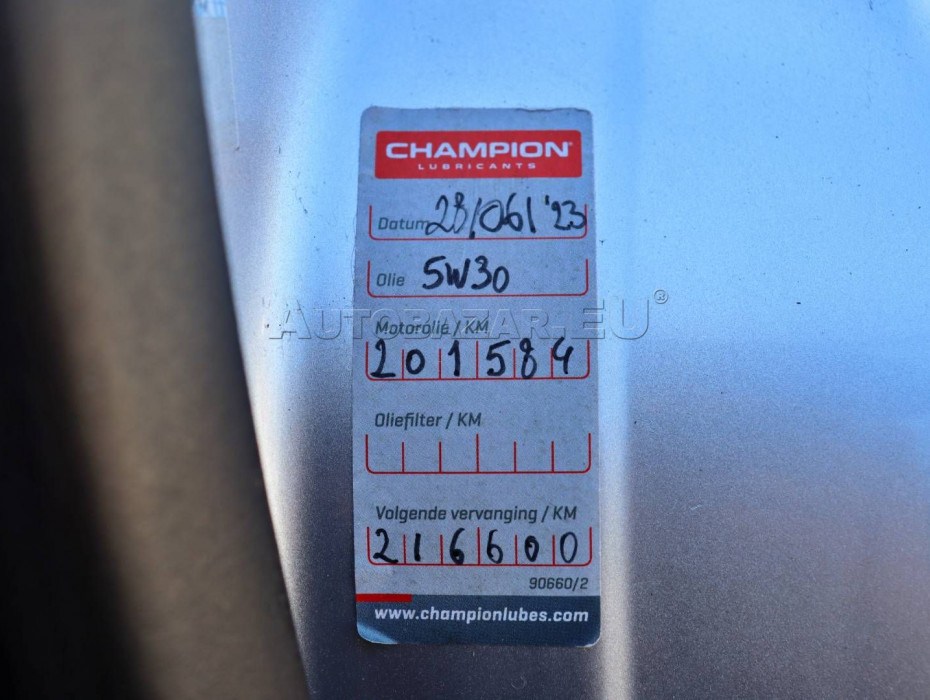 CHAMPION®
LUBRICANTS
Datum 28/06/'23
Olie 5W30
AUTOBAZAR.EU®
Motorolie / KM
201584
Oliefilter / KM
Volgende vervanging / KM
216600
90660/2
www.championlubes.com